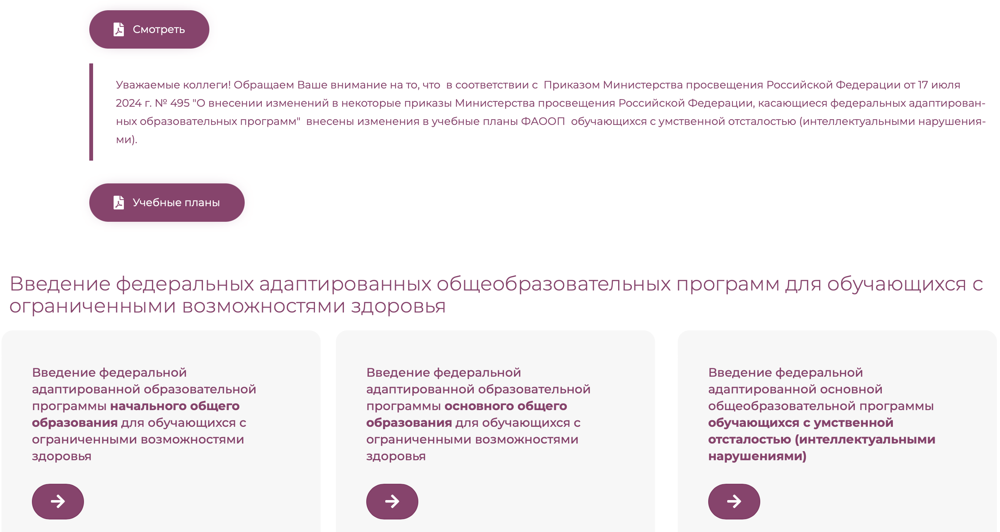 Смотреть
Уважаемые коллеги! Обращаем Ваше внимание на то, что  в соответствии с  Приказом Министерства просвещения Российской Федерации от 17 июля
2024 г. № 495 "О внесении изменений в некоторые приказы Министерства просвещения Российской Федерации, касающиеся федеральных адаптирован-
ных образовательных программ"  внесены изменения в учебные планы ФАООП  обучающихся с умственной отсталостью (интеллектуальными нарушения-
ми).
Учебные планы
Введение федеральных адаптированных общеобразовательных программ для обучающихся с
ограниченными возможностями здоровья
Введение федеральной
адаптированной образовательной
программы начального общего
образования для обучающихся с
ограниченными возможностями
здоровья
Введение федеральной
адаптированной образовательной
программы основного общего
образования для обучающихся с
ограниченными возможностями
здоровья
Введение федеральной
адаптированной основной
общеобразовательной программы
обучающихся с умственной
отсталостью (интеллектуальными
нарушениями)